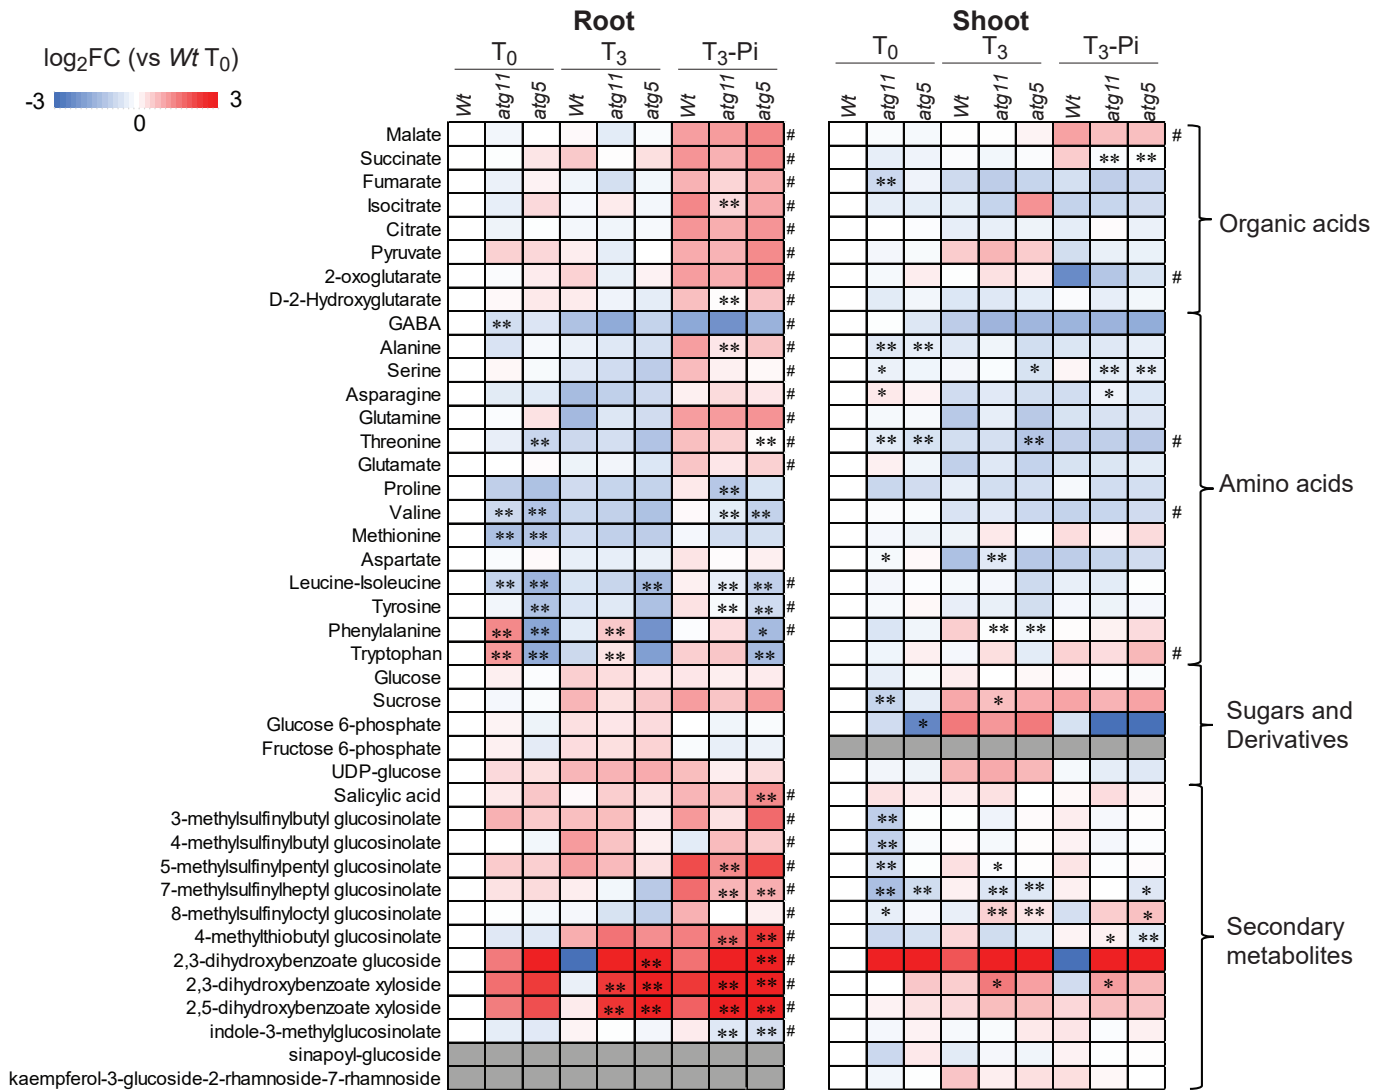 Root Shoot
log2FC (vs Wt T0)
-3 3
0
T0 T3 T3-Pi T0 T3 T3-Pi
Wt atg11 atg5 Wt atg11 atg5 Wt atg11 atg5 Wt atg11 atg5 Wt atg11 atg5 Wt atg11 atg5
Malate # #
Succinate # ** **
Fumarate # **
Isocitrate ** #
Citrate #
Pyruvate #
2-oxoglutarate # #
D-2-Hydroxyglutarate ** #
Organic acids
GABA ** #
Alanine ** # ** **
Serine # * * ** **
Asparagine # * *
Glutamine #
Threonine ** ** # ** ** ** #
Glutamate #
Proline **
Valine ** ** ** ** # #
Methionine ** **
Aspartate * **
Leucine-Isoleucine ** ** ** ** ** #
Tyrosine ** ** ** #
Phenylalanine ** ** ** * # ** **
Tryptophan ** ** ** ** #
Amino acids
Glucose
Sucrose ** *
Glucose 6-phosphate *
Fructose 6-phosphate
UDP-glucose
Sugars and
Derivatives
Salicylic acid ** #
3-methylsulfinylbutyl glucosinolate # **
4-methylsulfinylbutyl glucosinolate **
5-methylsulfinylpentyl glucosinolate ** # ** *
7-methylsulfinylheptyl glucosinolate ** ** # ** ** ** ** *
8-methylsulfinyloctyl glucosinolate # * ** ** *
4-methylthiobutyl glucosinolate ** ** # * **
2,3-dihydroxybenzoate glucoside ** ** #
2,3-dihydroxybenzoate xyloside ** ** ** ** # * *
2,5-dihydroxybenzoate xyloside ** ** ** ** #
indole-3-methylglucosinolate ** ** #
sinapoyl-glucoside
kaempferol-3-glucoside-2-rhamnoside-7-rhamnoside
Secondary
metabolites